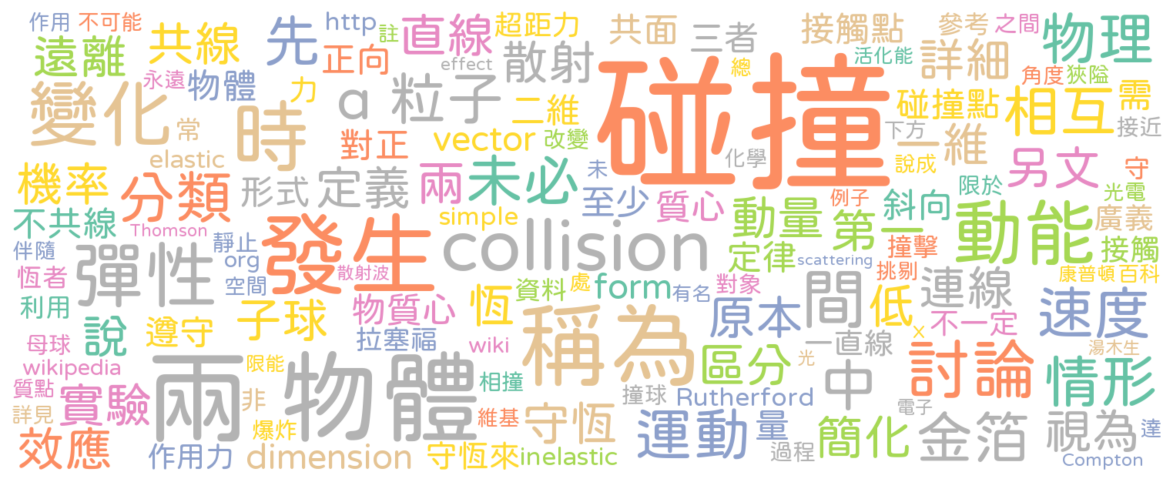 作用 不可能 http 註 直線 超距力 共面 三者 接觸點 參考 之間 物理
遠離 共線 先 正向 effect 散射 活化能 詳細 角度 狹隘
永遠 物體 力 總 碰撞 需
變化 時 a 粒子 二維 碰撞點 相互 接近
常 對正 vector 改變 化學 下方 一維
elastic 未 說成 另文 守
機率 分類 形式 定義 兩 未必 至少 質心 例子 限於 光電
不共線 Thomson simple 動量 第一 斜向 動能 廣義
伴隨 靜止 發生 collision 定律 撞擊 接觸
恆者 彈性 org 散射波 scattering 挑剔 康普頓 百科
利用 空間 物質心 恆 資料 處 form 有名 對象 間 低 連線 速度
母球 說 遵守 子球 拉塞福 wiki 稱為 原本 x 不一定
wikipedia 限能 一直線 湯木生
質點 實驗 兩物體 相撞 區分 中 討論 情形
詳見 非 維基 撞球 Rutherford 電子
光
效應 爆炸 守恆 運動 量 簡化 金箔 視為 達
作用力 dimension 守恆來 inelastic 過程 Compton